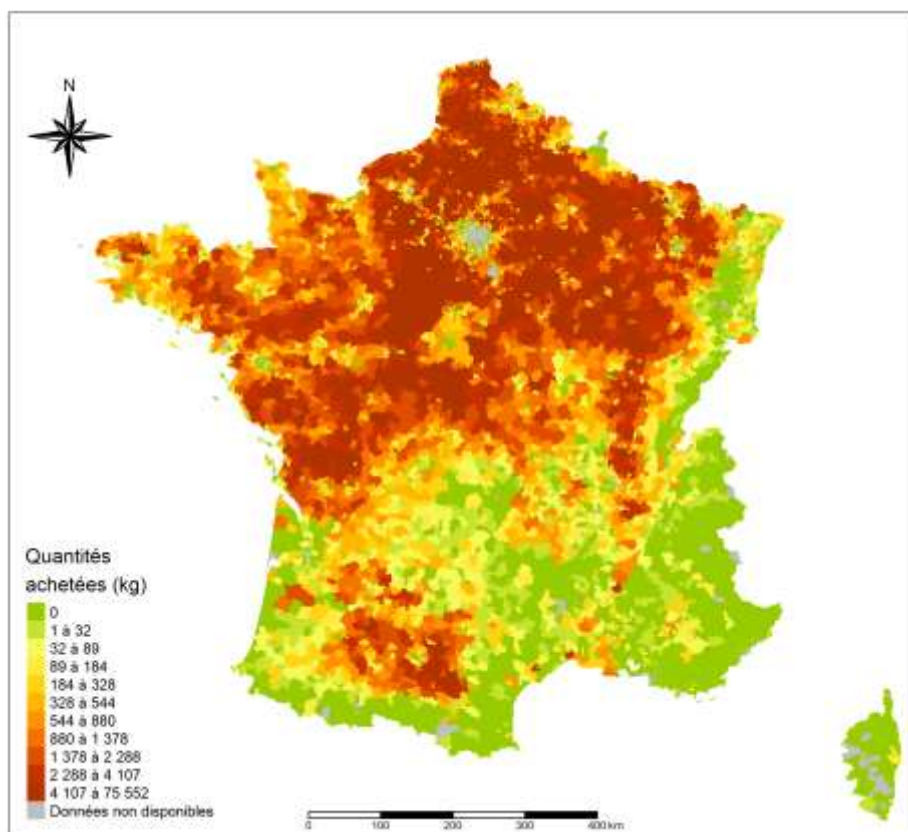 N
Quantités
achetées (kg)
0
1 à 32
32 à 89
89 à 184
184 à 328
328 à 544
544 à 880
880 à 1 378
1 378 à 2 288
2 288 à 4 107
4 107 à 75 552
Données non disponibles
0 100 200 300 400 km